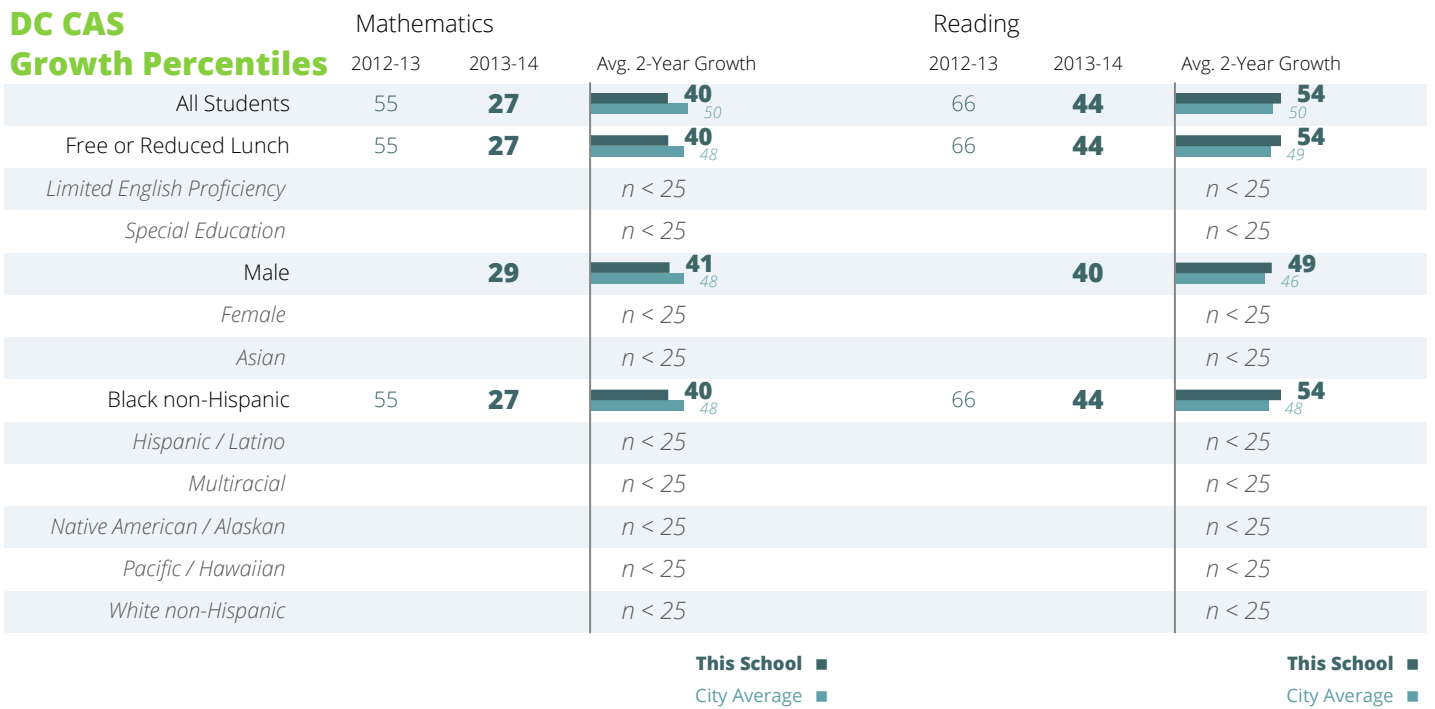 DC CAS
Growth Percentiles
Mathematics Reading
2012-13 2013-14 Avg. 2-Year Growth 2012-13 2013-14 Avg. 2-Year Growth
All Students 55 27 40 50 66 44 54 50
Free or Reduced Lunch 55 27 40 48 66 44 54 49
Limited English Proficiency n < 25 n < 25
Special Education n < 25 n < 25
Male 29 41 48 40 49 46
Female n < 25 n < 25
Asian n < 25 n < 25
Black non-Hispanic 55 27 40 48 66 44 54 48
Hispanic / Latino n < 25 n < 25
Multiracial n < 25 n < 25
Native American / Alaskan n < 25 n < 25
Pacific / Hawaiian n < 25 n < 25
White non-Hispanic n < 25 n < 25
This School This School
City Average City Average